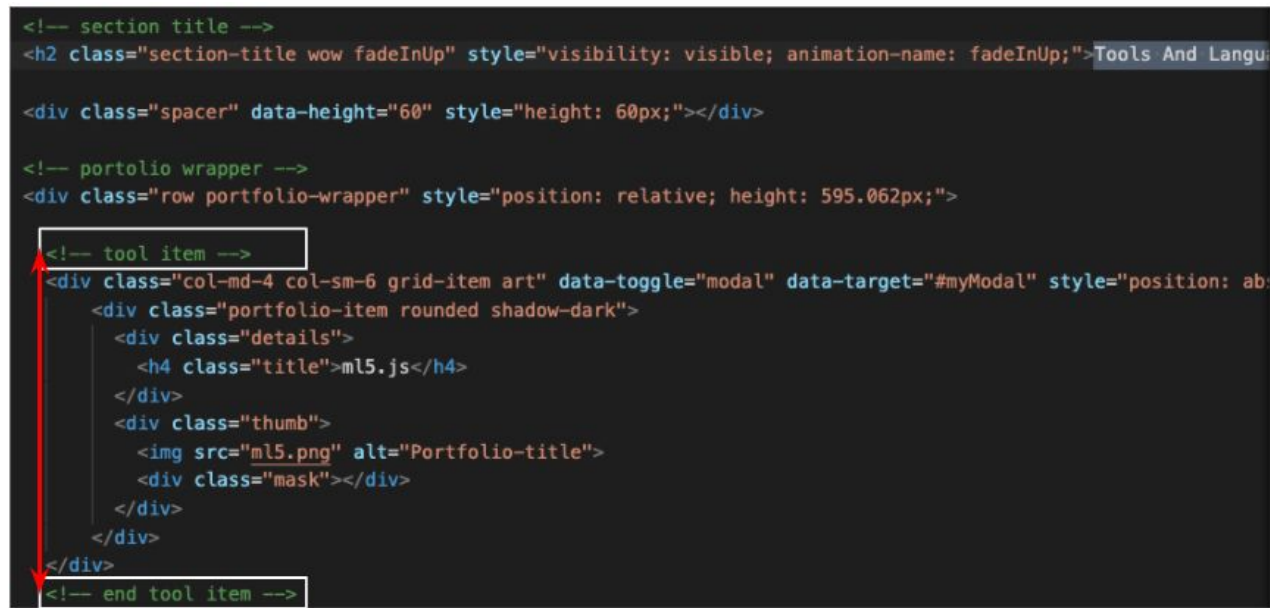 <!-- section title -->
<h2 class="section-title wow fadeInUp" style="visibility: visible; animation-name: fadeInUp;">Tools And Langua
<div class="spacer" data-height="60" style="height: 60px;"></div>
<!-- portolio wrapper -->
<div class="row portfolio-wrapper" style="position: relative; height: 595.062px;">
<!-- tool item -->
<div class="col-md-4 col-sm-6 grid-item art" data-toggle="modal" data-target="#myModal" style="position: abs
<div class="portfolio-item rounded shadow-dark">
<div class="details">
<h4 class="title">ml5.js</h4>
</div>
<div class="thumb">
<img src="ml5.png" alt="Portfolio-title">
<div class="mask"></div>
</div>
</div>
</div>
<!-- end tool item -->